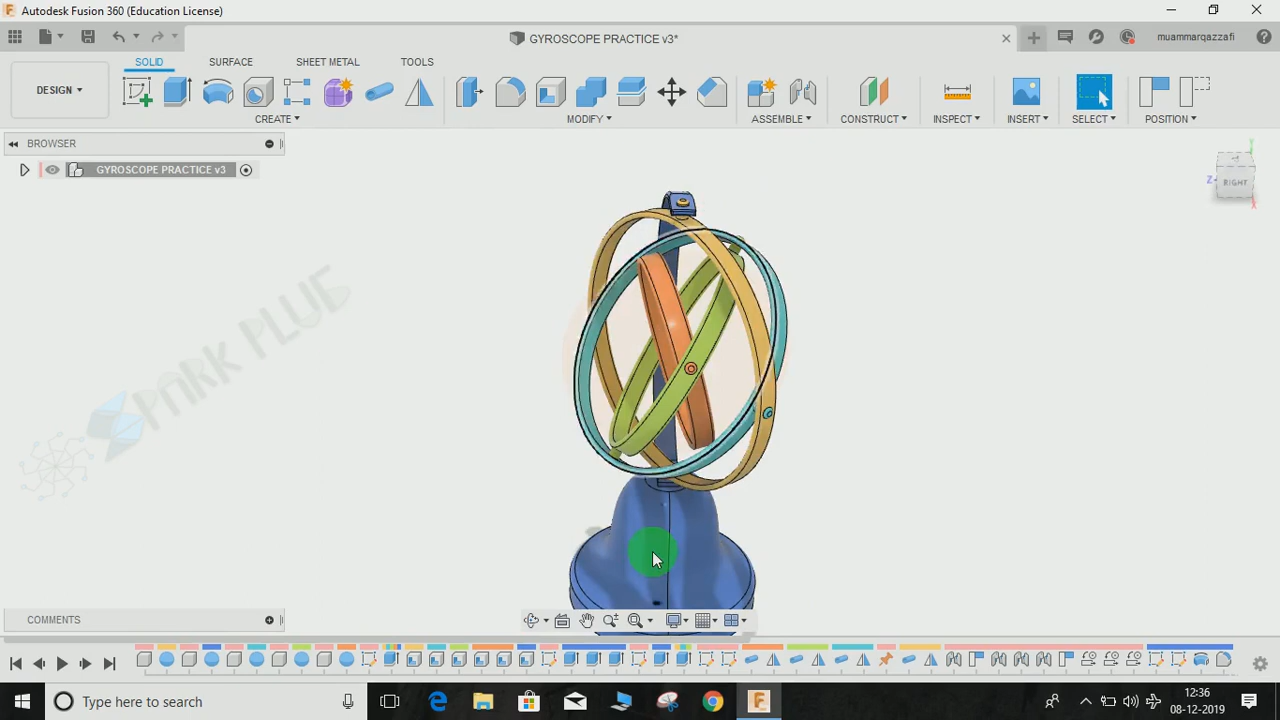 Autodesk Fusion 360 (Education License)
GYROSCOPE PRACTICE v3*
muammarqazzafi
SOLID SURFACE SHEET METAL TOOLS
DESIGN
CREATE MODIFY ASSEMBLE CONSTRUCT INSPECT INSERT SELECT POSITION
BROWSER
GYROSCOPE PRACTICE v3
Y
Z
RIGHT
X
SPARK PLUE
COMMENTS
Type here to search
12:36
08-12-2019